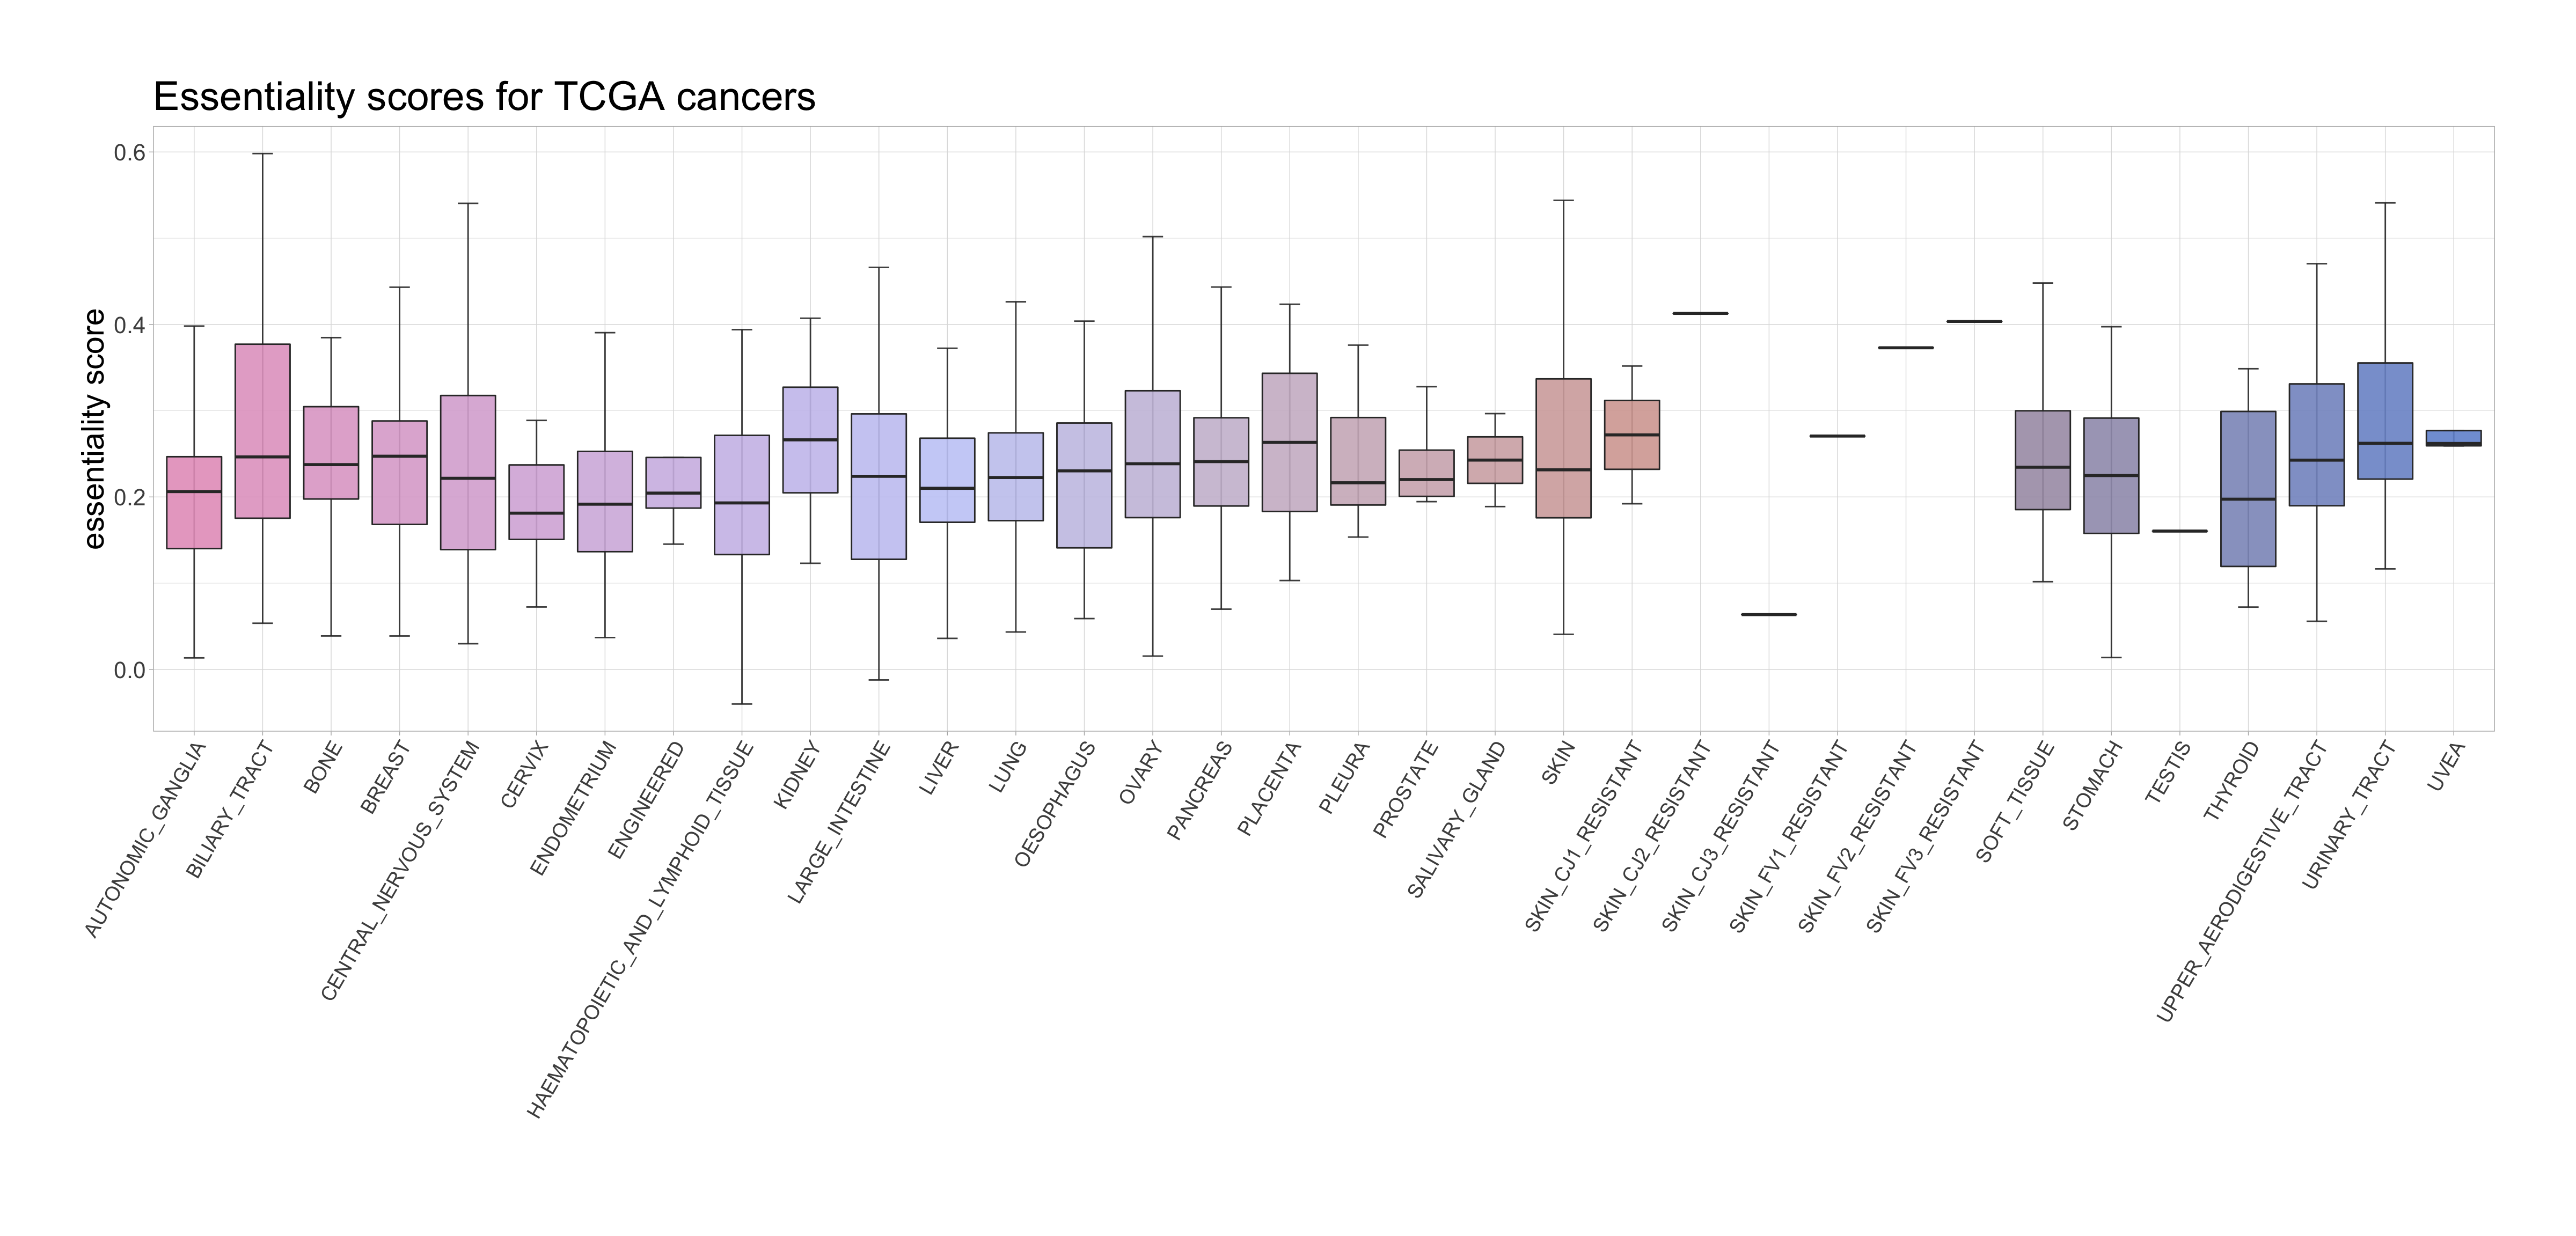 Essentiality scores for TCGA cancers
essentiality score
0.6
0.4
0.2
0.0
AUTONOMIC_GANGLIA
BILIARY_TRACT
BONE
BREAST
CENTRAL_NERVOUS_SYSTEM
CERVIX
ENDOMETRIUM
ENGINEERED
HAEMATOPOIETIC_AND_LYMPHOID_TISSUE
KIDNEY
LARGE_INTESTINE
LIVER
LUNG
OESOPHAGUS
OVARY
PANCREAS
PLACENTA
PLEURA
PROSTATE
SALIVARY_GLAND
SKIN
SKIN_CJ1_RESISTANT
SKIN_CJ2_RESISTANT
SKIN_CJ3_RESISTANT
SKIN_FV1_RESISTANT
SKIN_FV2_RESISTANT
SKIN_FV3_RESISTANT
SOFT_TISSUE
STOMACH
TESTIS
THYROID
UPPER_AERODIGESTIVE_TRACT
URINARY_TRACT
UVEA